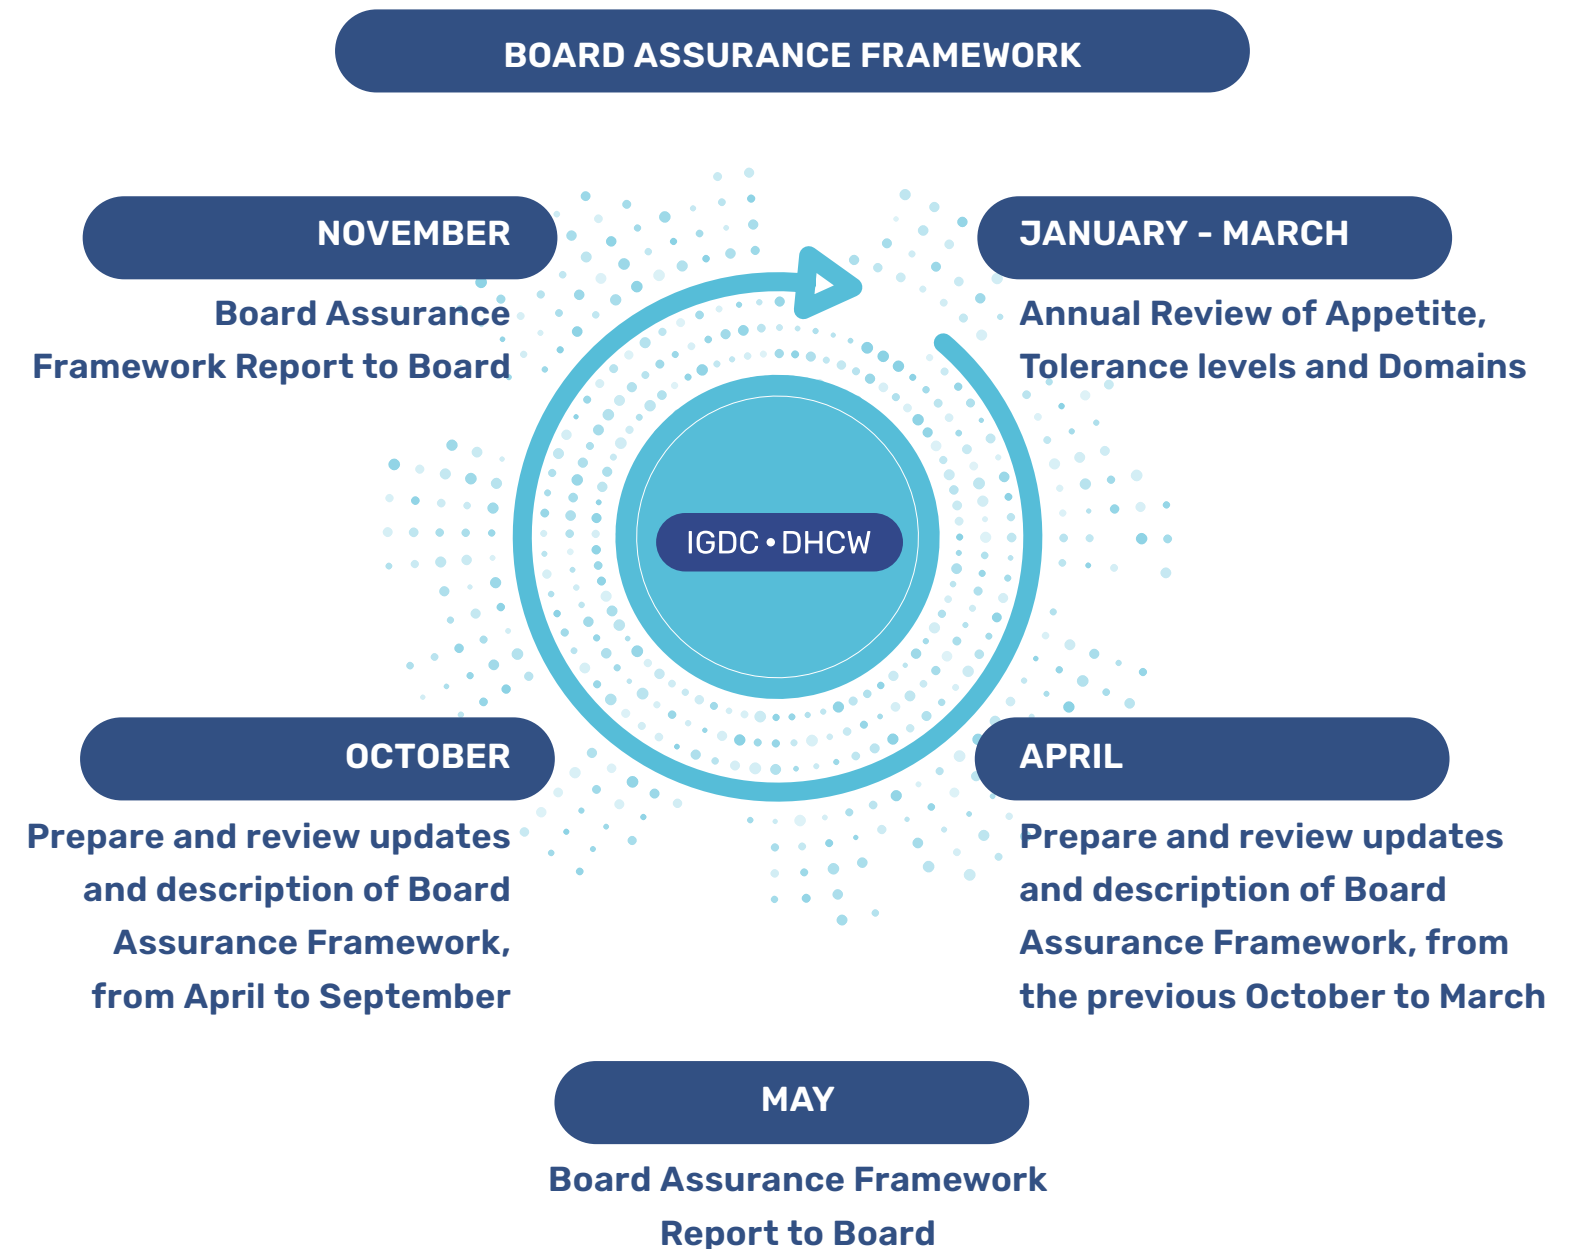 BOARD ASSURANCE FRAMEWORK
NOVEMBER
Board Assurance
Framework Report to Board
JANUARY - MARCH
Annual Review of Appetite,
Tolerance levels and Domains
IGDC • DHCW
OCTOBER
Prepare and review updates
and description of Board
Assurance Framework,
from April to September
APRIL
Prepare and review updates
and description of Board
Assurance Framework, from
the previous October to March
MAY
Board Assurance Framework
Report to Board